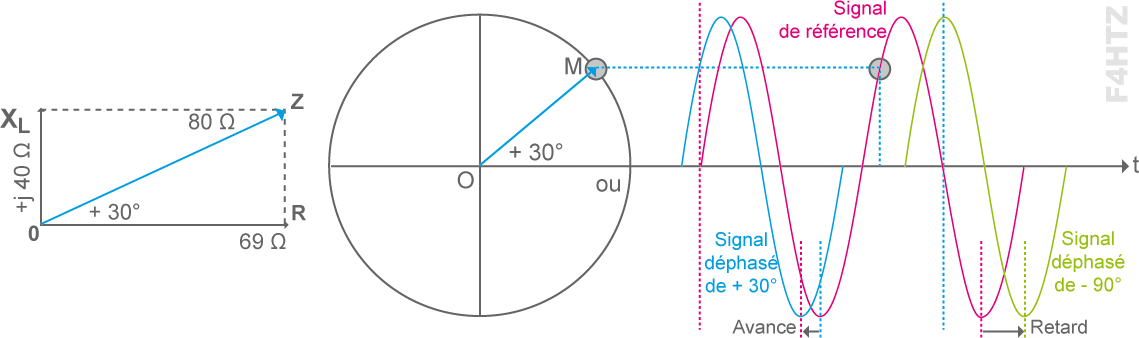 XL
+j 40 Ω
80 Ω
Z
+ 30°
0
R
69 Ω
M
O
+ 30°
ou
Signal
de référence
t
F4HTZ
Signal
déphasé
de + 30°
Avance
Signal
déphasé
de - 90°
Retard